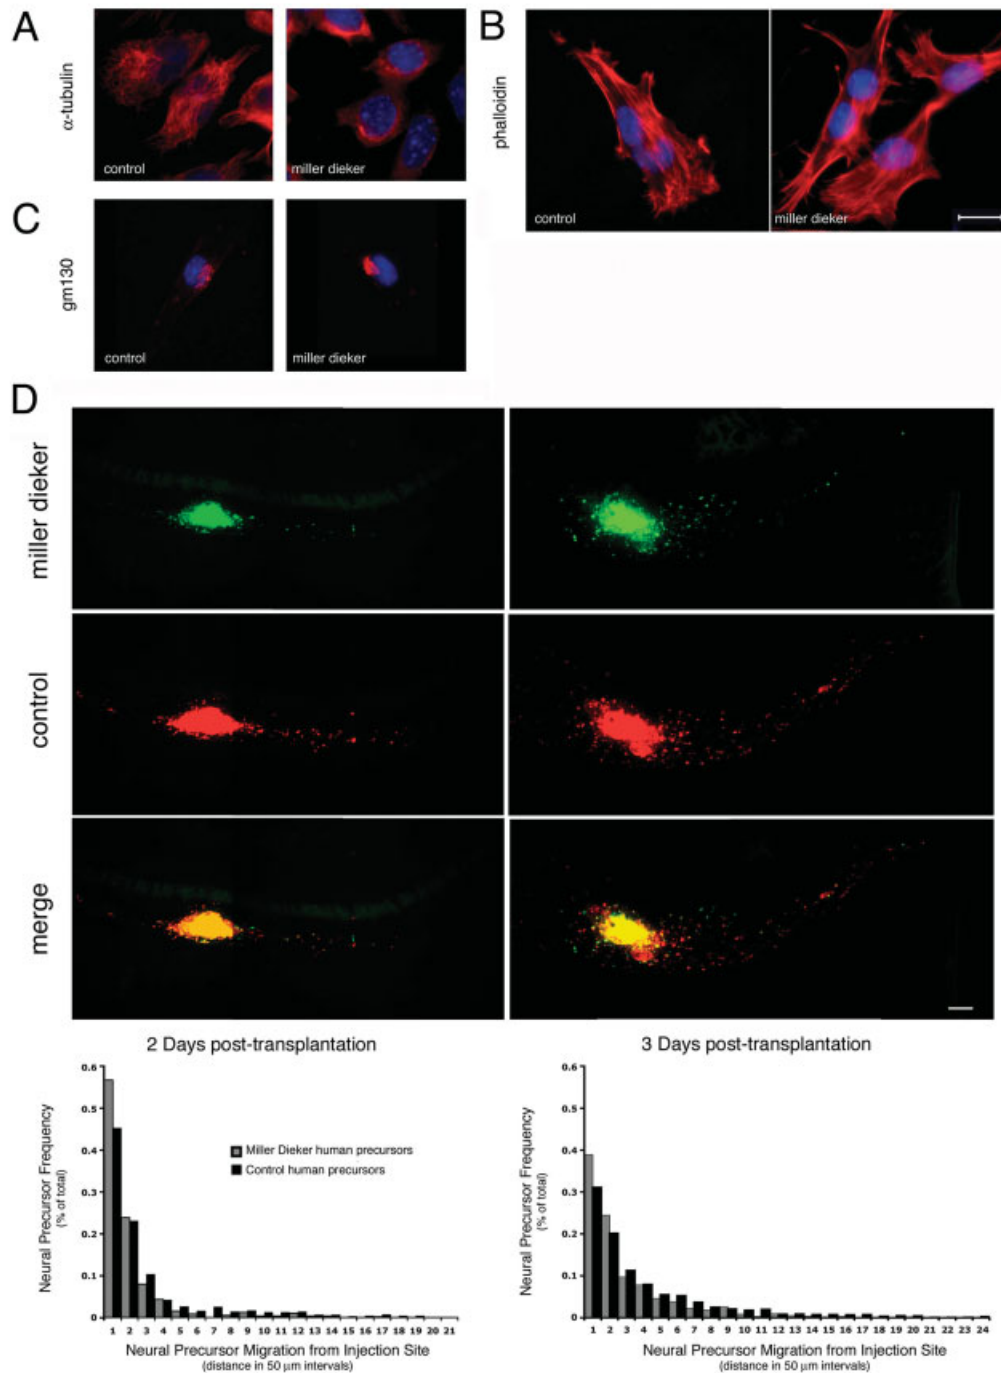 A
α-tubulin
control
miller dieker
B
phalloidin
control
miller dieker
C
gm130
control
miller dieker
D
miller dieker
control
merge
2 Days post-transplantation
Neural Precursor Frequency
(% of total)
0.6
0.5
0.4
0.3
0.2
0.1
0
Miller Dieker human precursors
Control human precursors
1 2 3 4 5 6 7 8 9 10 11 12 13 14 15 16 17 18 19 20 21
Neural Precursor Migration from Injection Site
(distance in 50 μm intervals)
3 Days post-transplantation
Neural Precursor Frequency
(% of total)
0.6
0.5
0.4
0.3
0.2
0.1
0
1 2 3 4 5 6 7 8 9 10 11 12 13 14 15 16 17 18 19 20 21 22 23 24
Neural Precursor Migration from Injection Site
(distance in 50 μm intervals)